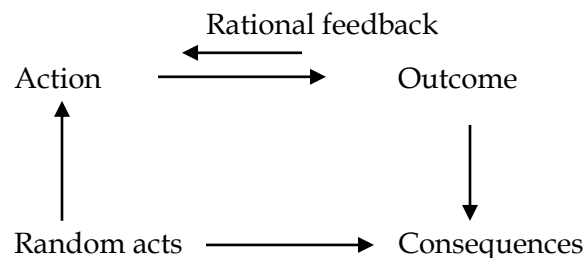 Rational feedback
Action Outcome
Random acts Consequences